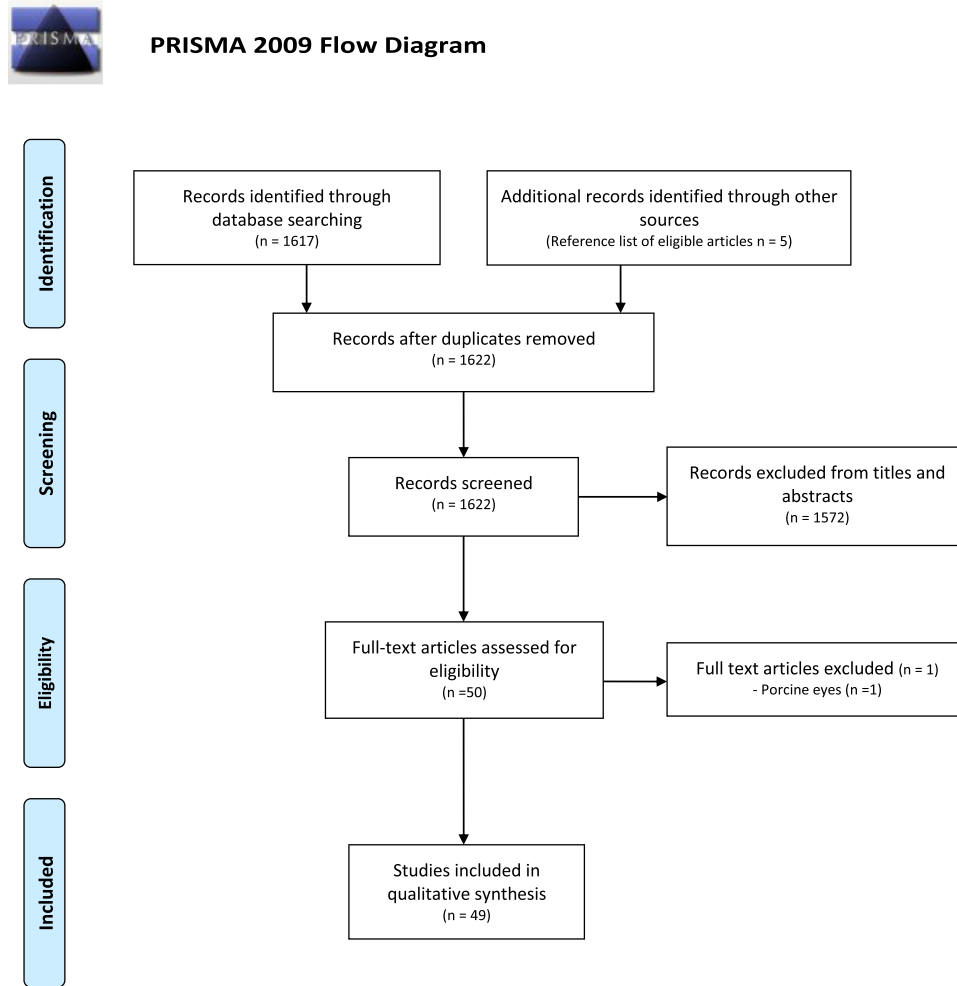 PRISMA
PRISMA 2009 Flow Diagram
Identification
Records identified through
database searching
(n = 1617)
Additional records identified through other
sources
(Reference list of eligible articles n = 5)
Records after duplicates removed
(n = 1622)
Screening
Records screened
(n = 1622)
Records excluded from titles and
abstracts
(n = 1572)
Eligibility
Full-text articles assessed for
eligibility
(n =50)
Full text articles excluded (n = 1)
- Porcine eyes (n =1)
Included
Studies included in
qualitative synthesis
(n = 49)